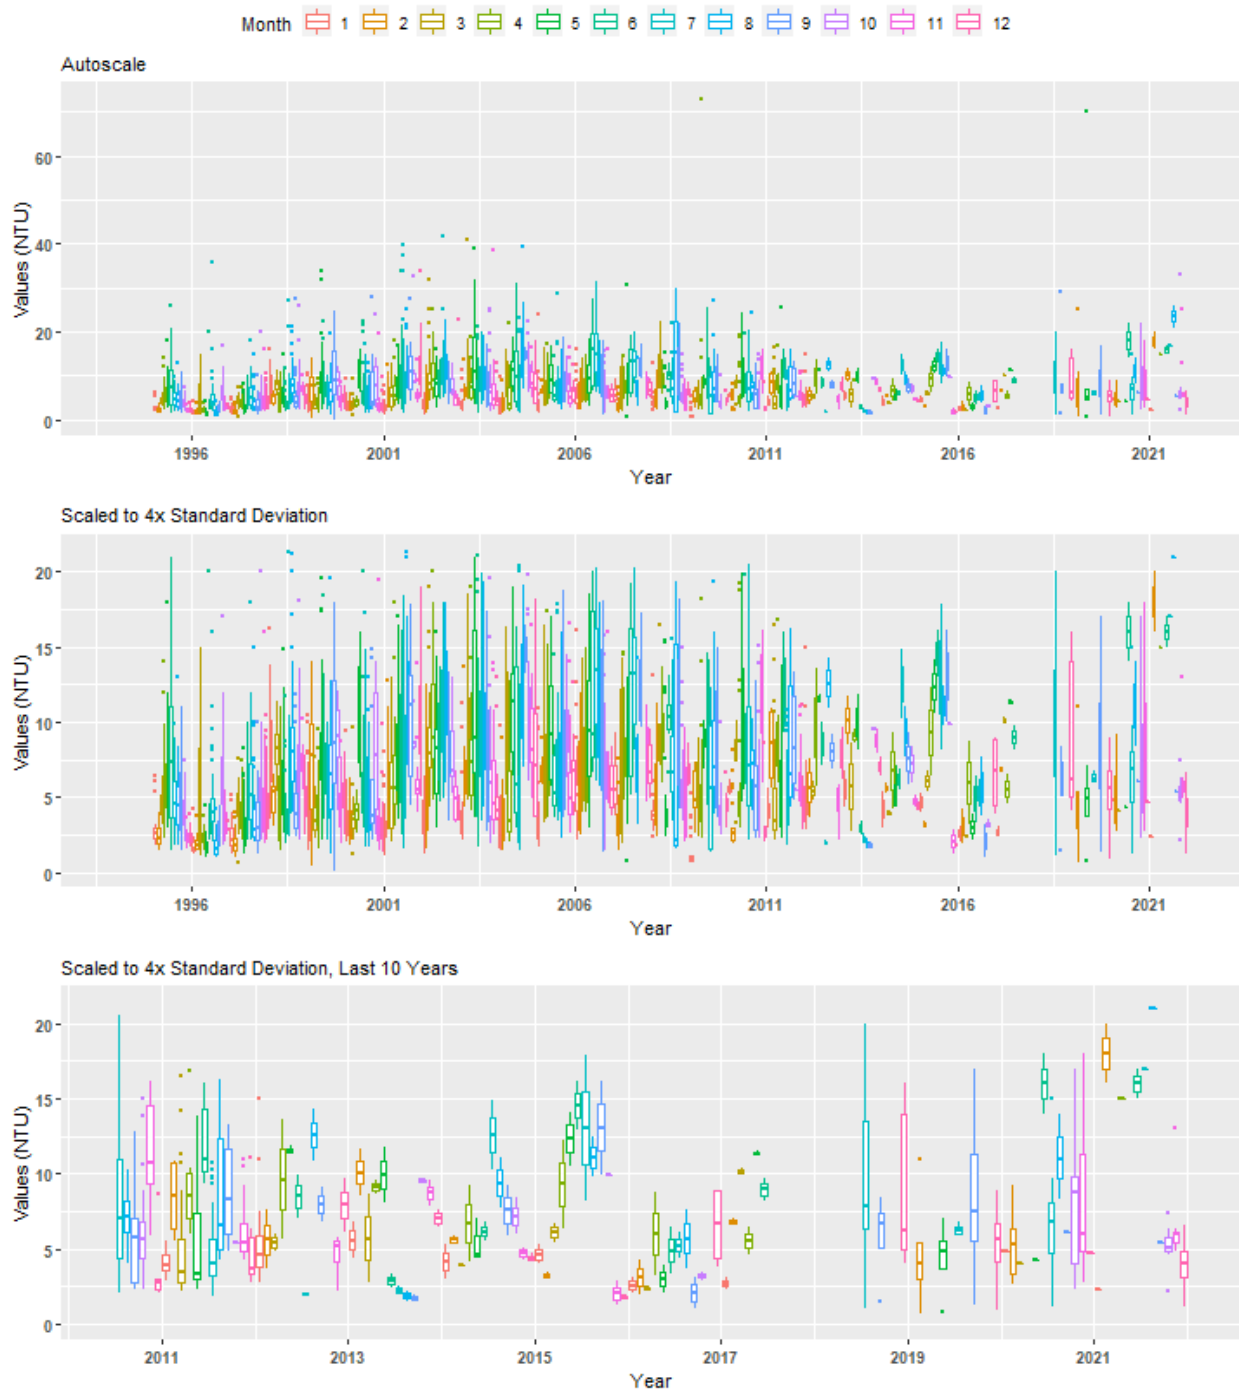 Month 1 2 3 4 5 6 7 8 9 10 11 12
Autoscale
Values (NTU)
60
40
20
0
1996 2001 2006 2011 2016 2021
Year
Scaled to 4x Standard Deviation
Values (NTU)
20
15
10
5
0
1996 2001 2006 2011 2016 2021
Year
Scaled to 4x Standard Deviation, Last 10 Years
Values (NTU)
20
15
10
5
0
2011 2013 2015 2017 2019 2021
Year